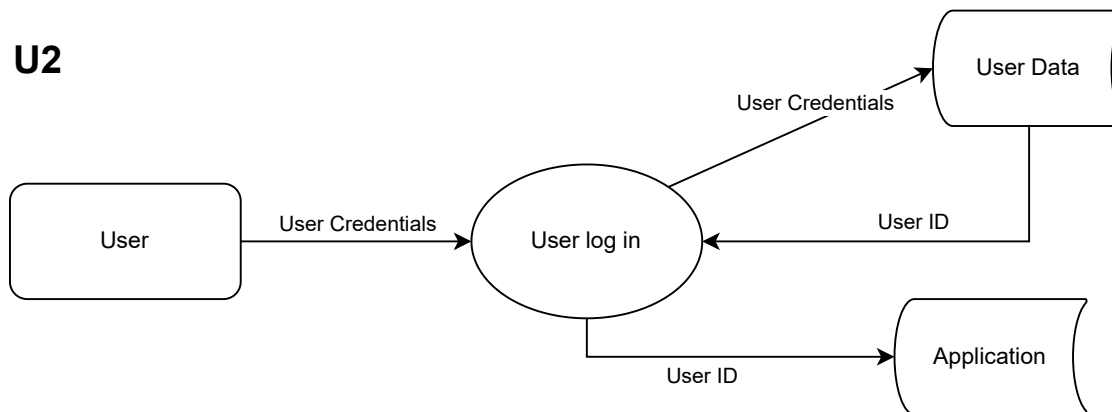 U2
User Data
User Credentials
User Credentials
User
User log in
User ID
Application
User ID